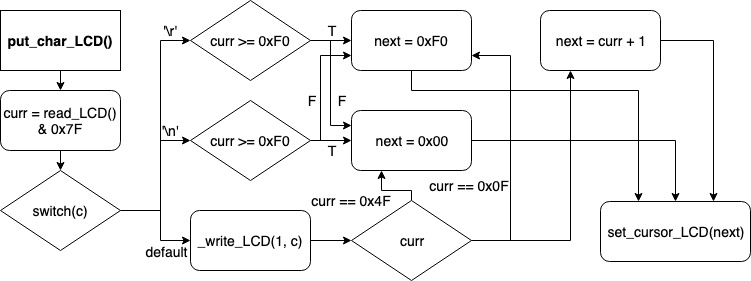 put_char_LCD()
curr = read_LCD()
& 0x7F
switch(c)
'\r'
'\n'
default
curr >= 0xF0
curr >= 0xF0
_write_LCD(1, c)
T
F
F
T
next = 0xF0
next = 0x00
curr == 0x4F
curr == 0x0F
curr
next = curr + 1
set_cursor_LCD(next)